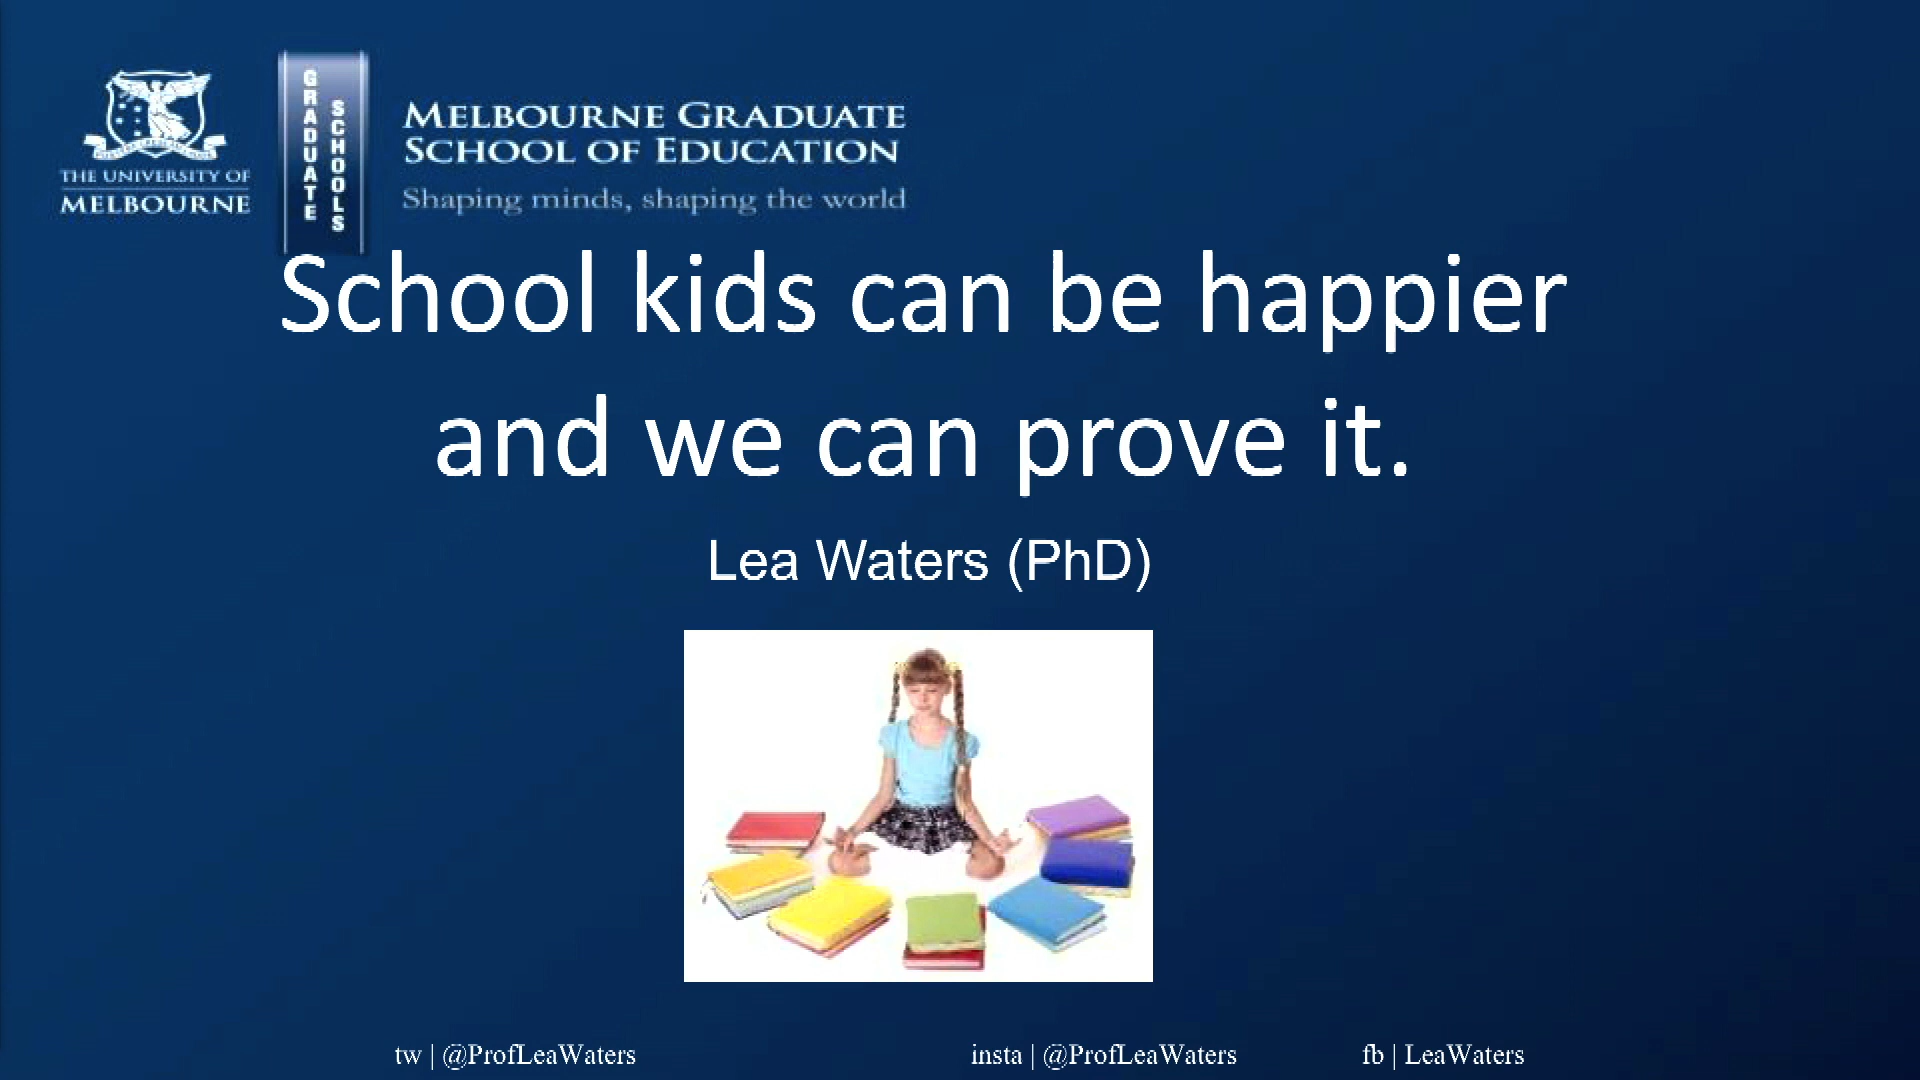 THE UNIVERSITY OF
MELBOURNE
GRADUATE
SCHOOLS
MELBOURNE GRADUATE
SCHOOL OF EDUCATION
Shaping minds, shaping the world
School kids can be happier
and we can prove it.
Lea Waters (PhD)
tw | @ProfLeaWaters
insta | @ProfLeaWaters
fb | LeaWaters